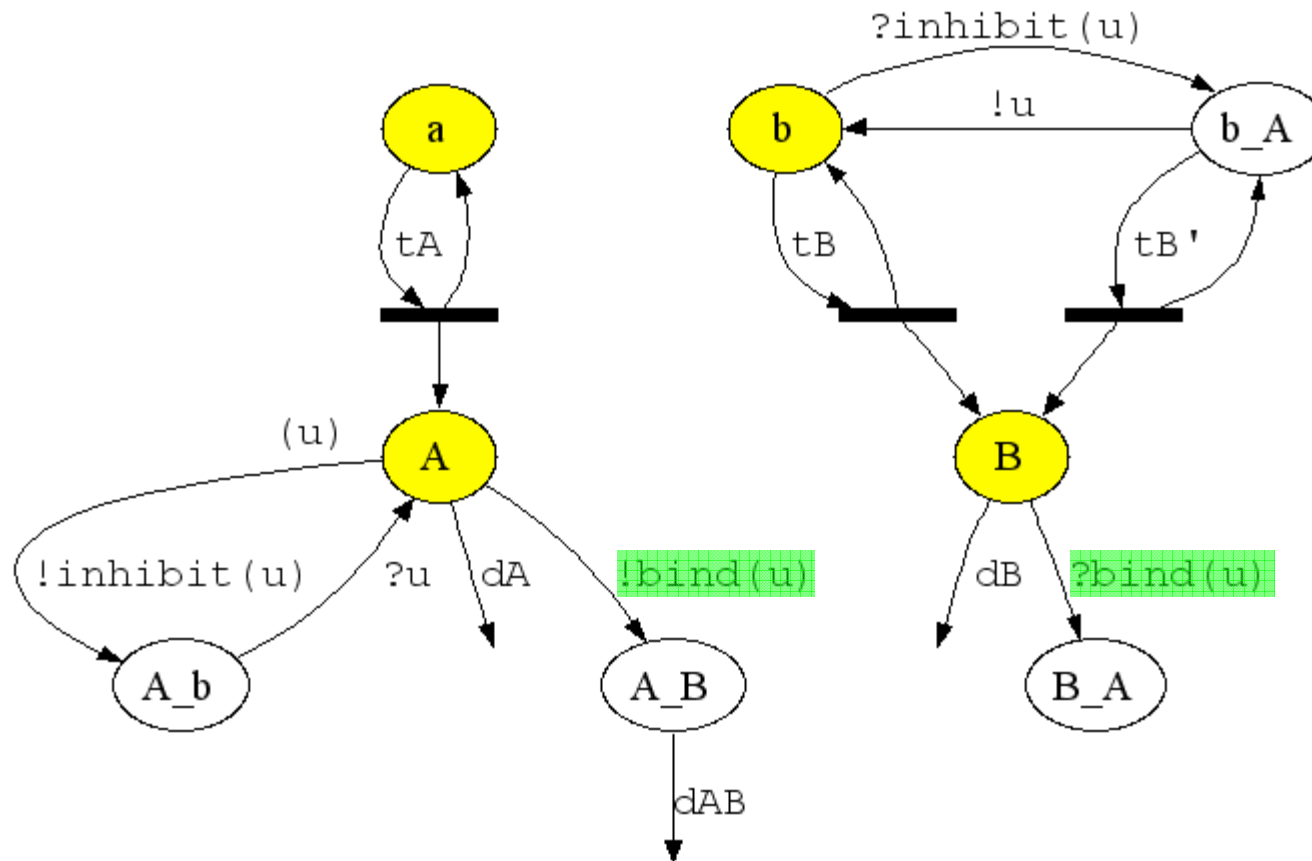 ?inhibit(u)
a
b
!u
b_A
tA
tB
tB'
(u)
A
B
!inhibit(u)
?u
dA
!bind(u)
dB
?bind(u)
A_b
A_B
B_A
dAB